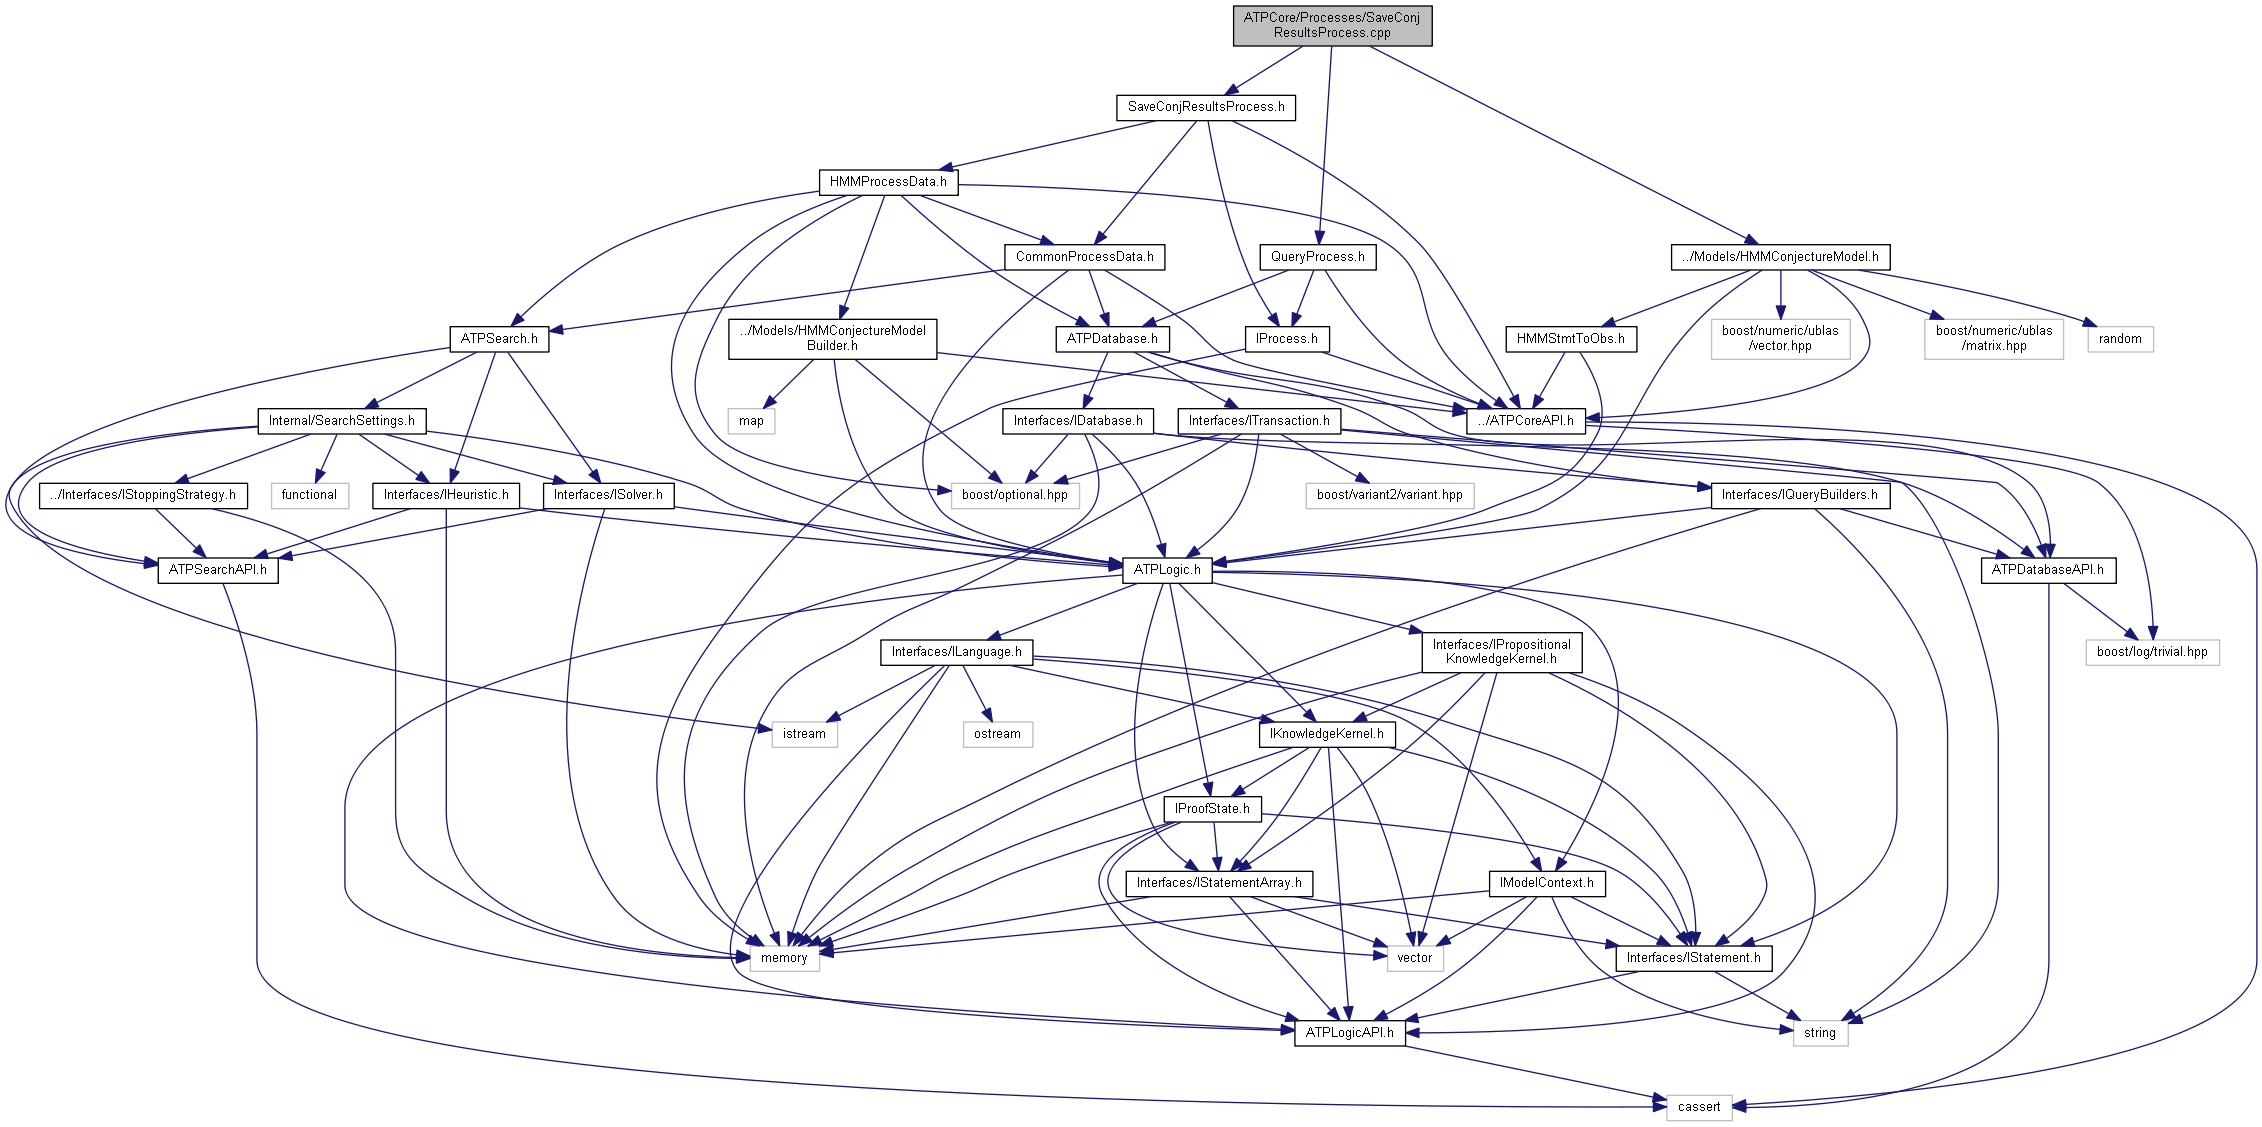 ATPCore/Processes/SaveConj
ResultsProcess.cpp
SaveConjResultsProcess.h
HMMProcessData.h
CommonProcessData.h
QueryProcess.h
../Models/HMMConjectureModel.h
ATPSearch.h
../Models/HMMConjectureModel
Builder.h
ATPDatabase.h
IProcess.h
HMMStmtToObs.h
boost/numeric/ublas
/vector.hpp
boost/numeric/ublas
/matrix.hpp
random
Internal/SearchSettings.h
map
Interfaces/IDatabase.h
Interfaces/ITransaction.h
../ATPCoreAPI.h
../Interfaces/IStoppingStrategy.h
functional
Interfaces/IHeuristic.h
Interfaces/ISolver.h
boost/optional.hpp
boost/variant2/variant.hpp
Interfaces/IQueryBuilders.h
ATPSearchAPI.h
ATPLogic.h
ATPDatabaseAPI.h
Interfaces/ILanguage.h
Interfaces/IPropositional
KnowledgeKernel.h
boost/log/trivial.hpp
istream
ostream
IKnowledgeKernel.h
IProofState.h
Interfaces/IStatementArray.h
IModelContext.h
memory
vector
Interfaces/IStatement.h
ATPLogicAPI.h
string
cassert